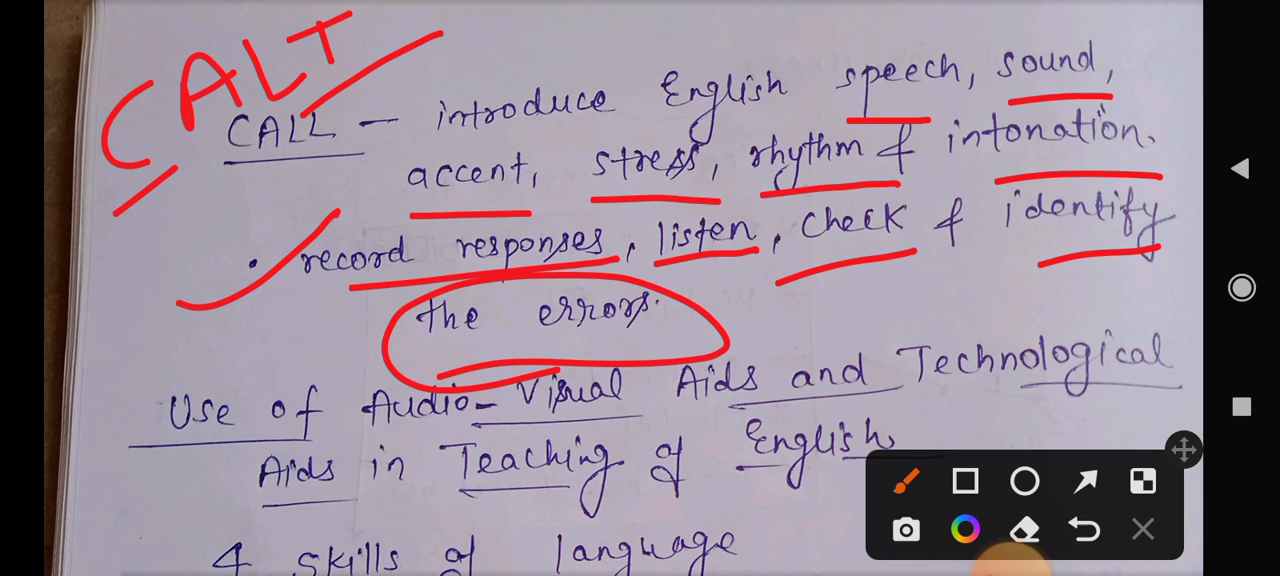 CALT
CALL – introduce English speech, sound,
accent, stress, rhythm & intonation.
• record responses, listen, check & identify
the errors.
Use of Audio-Visual Aids and Technological
Aids in Teaching of English
4 skills of language